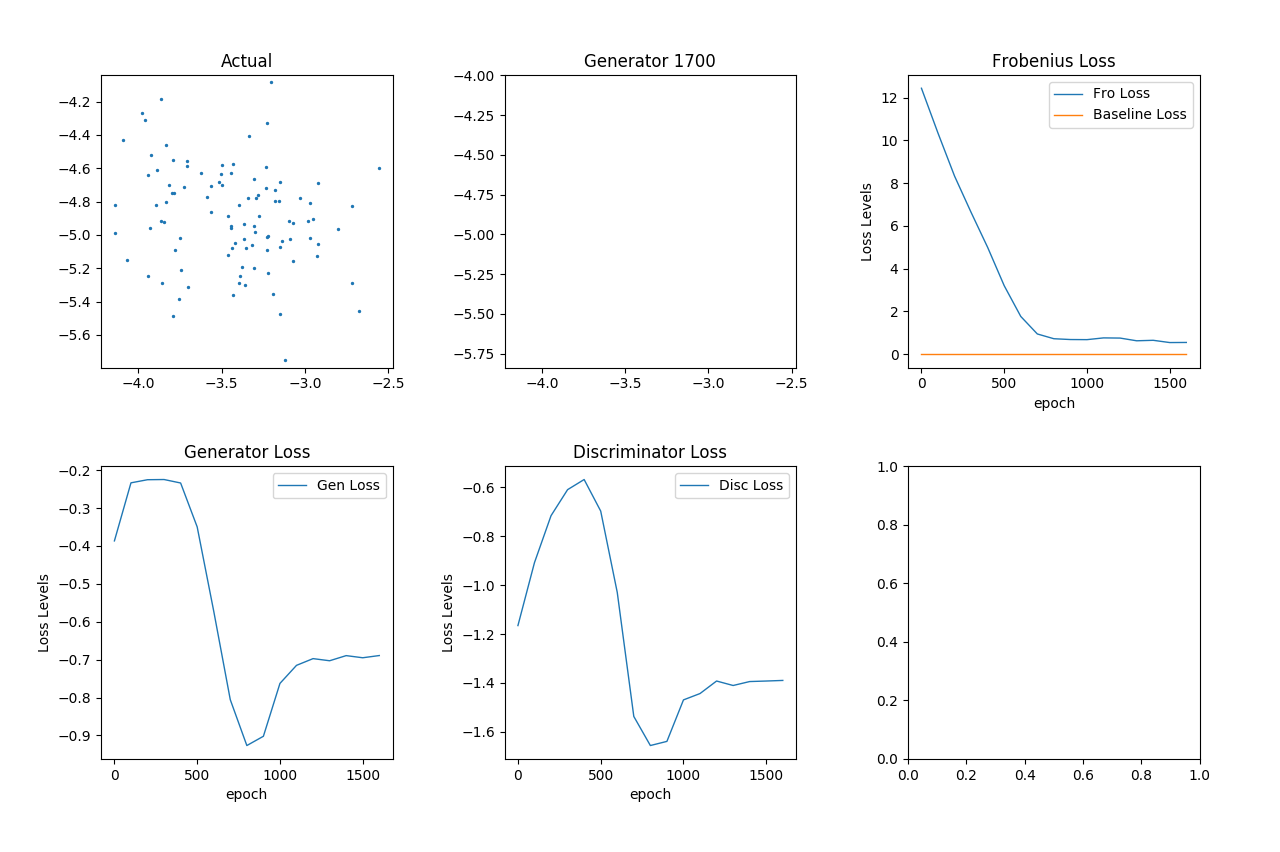 Actual
−4.2
−4.4
−4.6
−4.8
−5.0
−5.2
−5.4
−5.6
−4.0 −3.5 −3.0 −2.5
Generator 1700
−4.00
−4.25
−4.50
−4.75
−5.00
−5.25
−5.50
−5.75
−4.0 −3.5 −3.0 −2.5
Frobenius Loss
Fro Loss
Baseline Loss
Loss Levels
12
10
8
6
4
2
0
0 500 1000 1500
epoch
Generator Loss
Gen Loss
Loss Levels
−0.2
−0.3
−0.4
−0.5
−0.6
−0.7
−0.8
−0.9
0 500 1000 1500
epoch
Discriminator Loss
Disc Loss
Loss Levels
−0.6
−0.8
−1.0
−1.2
−1.4
−1.6
0 500 1000 1500
epoch
1.0
0.8
0.6
0.4
0.2
0.0
0.0 0.2 0.4 0.6 0.8 1.0